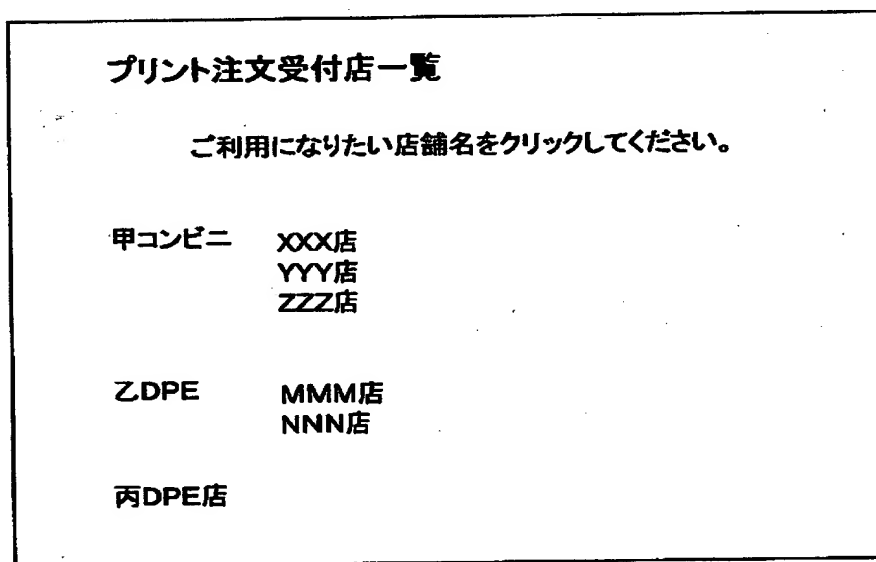 プリント注文受付店一覧
ご利用になりたい店舗名をクリックしてください。
甲コンビニ XXX店
YYY店
ZZZ店
乙DPE MMM店
NNN店
丙DPE店